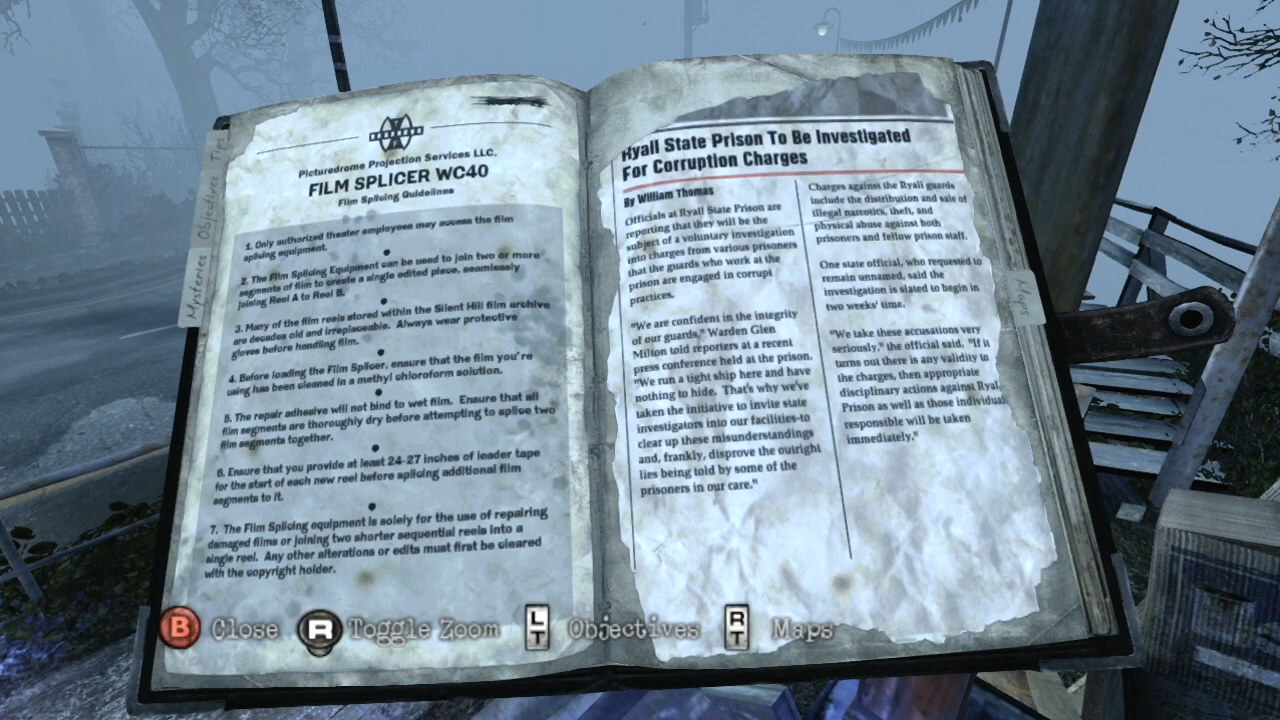 Picturedrome Projection Services LLC.
FILM SPLICER WC40
Film Splicing Guidelines
1. Only authorized theater employees may access the film
splicing equipment.
2. The Film Splicing Equipment can be used to join two or more
segments of film to create a single edited piece, seamlessly
joining Reel A to Reel B.
3. Many of the film reels stored within the Silent Hill film archive
are decades old and irreplaceable. Always wear protective
gloves before handling film.
4. Before loading the Film Splicer, ensure that the film you're
using has been cleaned in a methyl chloroform solution.
5. The repair adhesive will not bind to wet film. Ensure that all
film segments are thoroughly dry before attempting to splice two
film segments together.
6. Ensure that you provide at least 24-27 inches of leader tape
for the start of each new reel before splicing additional film
segments to it.
7. The Film Splicing equipment is solely for the use of repairing
damaged films or joining two shorter sequential reels into a
single reel. Any other alterations or edits must first be cleared
with the copyright holder.
Mysteries
Objectives
Ryall State Prison To Be Investigated
For Corruption Charges
By William Thomas
Officials at Ryall State Prison are
reporting that they will be the
subject of a voluntary investigation
into charges from various prisoners
that the guards who work at the
prison are engaged in corrupt
practices.
"We are confident in the integrity
of our guards," Warden Glen
Milton told reporters at a recent
press conference held at the prison.
"We run a tight ship here and have
nothing to hide. That's why we've
taken the initiative to invite state
investigators into our facilities-to
clear up these misunderstandings
and, frankly, disprove the outright
lies being told by some of the
prisoners in our care."
Charges against the Ryall guards
include the distribution and sale of
illegal narcotics, theft, and
physical abuse against both
prisoners and fellow prison staff.
One state official, who requested to
remain unnamed, said the
investigation is slated to begin in
two weeks' time.
"We take these accusations very
seriously," the official said. "If it
turns out there is any validity to
the charges, then appropriate
disciplinary actions against Ryall
Prison as well as those individual
responsible will be taken
immediately."
Maps
B Close R Toggle Zoom LT Objectives RT Maps